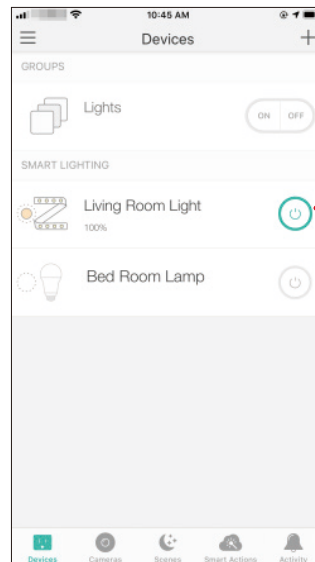 10:45 AM
Devices
GROUPS
Lights
ON OFF
SMART LIGHTING
Living Room Light
100%
Bed Room Lamp
Devices Cameras Scenes Smart Actions Activity